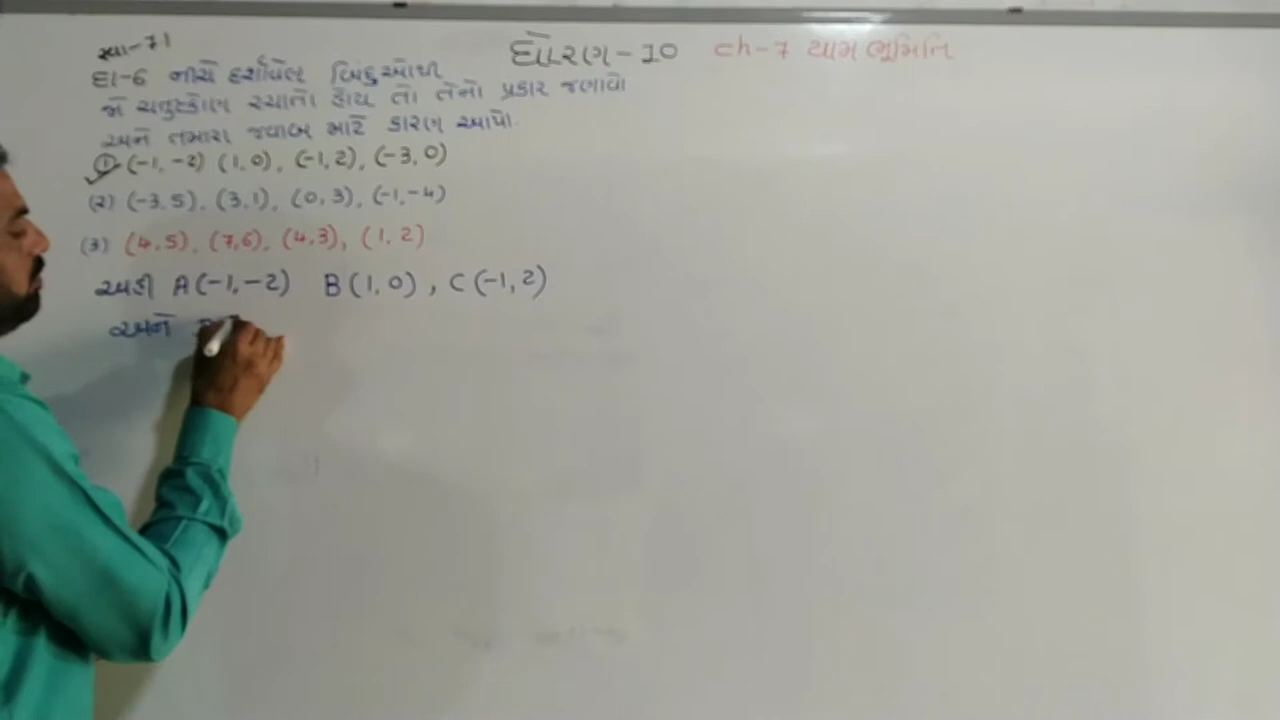 સ્વા-7.1
ધોરણ-10 ch-7 યામ ભૂમિતિ
દા-6 નીચે દર્શાવેલ બિંદુઓથી
જો ચતુષ્કોણ રચાતો હોય તો તેનો પ્રકાર જણાવો
અને તમારા જવાબ માટે કારણ આપો.
① (-1, -2) (1, 0), (-1, 2), (-3, 0)
(2) (-3, 5), (3, 1), (0, 3), (-1, -4)
(3) (4, 5), (7, 6), (4, 3), (1, 2)
અહી A(-1, -2) B(1, 0), C(-1, 2)
અને